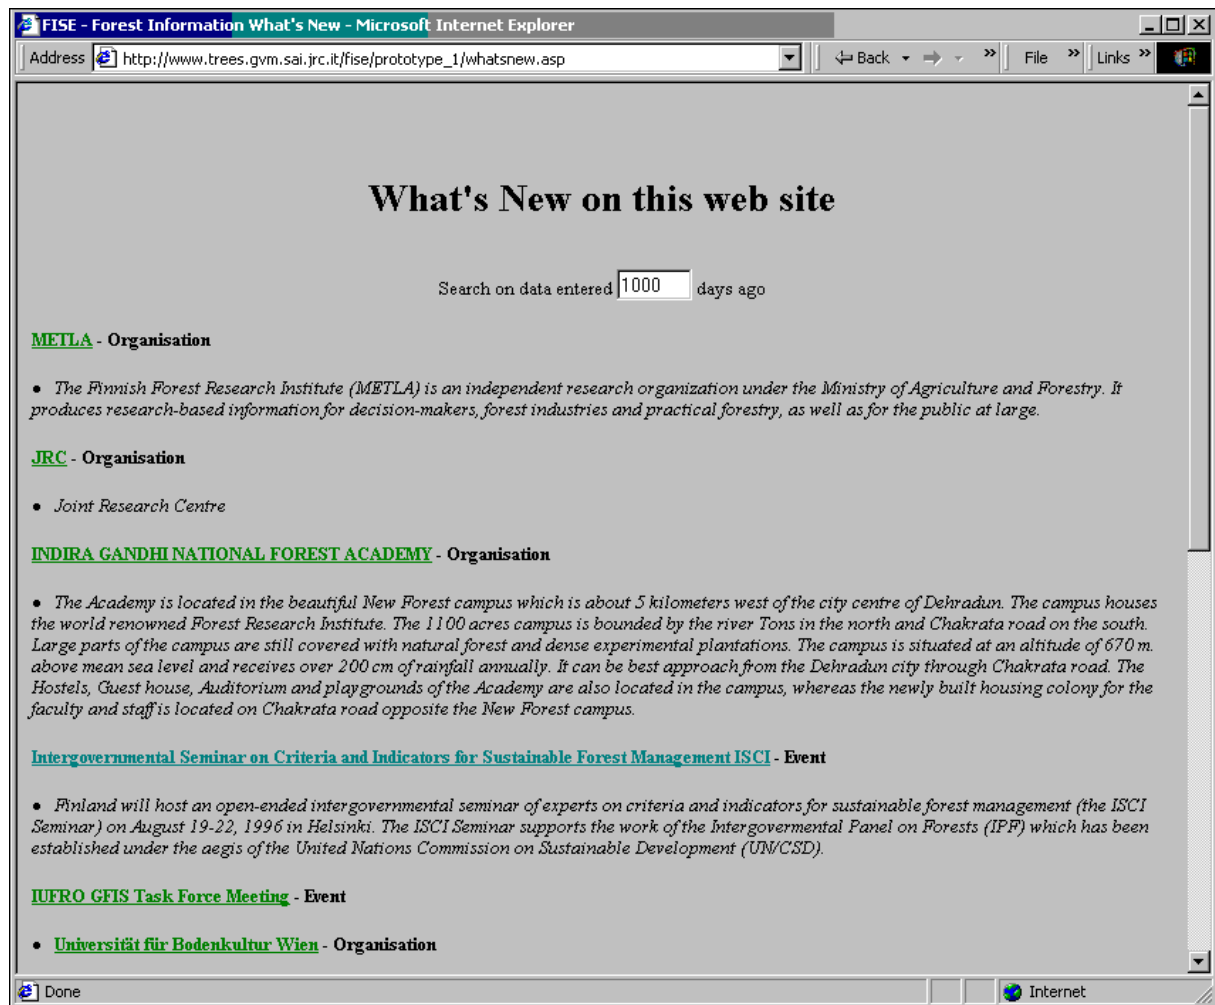 FISE - Forest Information What's New - Microsoft Internet Explorer
Address http://www.trees.gvm.sai.jrc.it/fise/prototype_1/whatsnew.asp Back » File » Links »
What's New on this web site
Search on data entered 1000 days ago
METLA - Organisation
● The Finnish Forest Research Institute (METLA) is an independent research organization under the Ministry of Agriculture and Forestry. It
produces research-based information for decision-makers, forest industries and practical forestry, as well as for the public at large.
JRC - Organisation
● Joint Research Centre
INDIRA GANDHI NATIONAL FOREST ACADEMY - Organisation
● The Academy is located in the beautiful New Forest campus which is about 5 kilometers west of the city centre of Dehradun. The campus houses
the world renowned Forest Research Institute. The 1100 acres campus is bounded by the river Tons in the north and Chakrata road on the south.
Large parts of the campus are still covered with natural forest and dense experimental plantations. The campus is situated at an altitude of 670 m.
above mean sea level and receives over 200 cm of rainfall annually. It can be best approach from the Dehradun city through Chakrata road. The
Hostels, Guest house, Auditorium and playgrounds of the Academy are also located in the campus, whereas the newly built housing colony for the
faculty and staff is located on Chakrata road opposite the New Forest campus.
Intergovernmental Seminar on Criteria and Indicators for Sustainable Forest Management ISCI - Event
● Finland will host an open-ended intergovernmental seminar of experts on criteria and indicators for sustainable forest management (the ISCI
Seminar) on August 19-22, 1996 in Helsinki. The ISCI Seminar supports the work of the Intergovermental Panel on Forests (IPF) which has been
established under the aegis of the United Nations Commission on Sustainable Development (UN/CSD).
IUFRO GFIS Task Force Meeting - Event
● Universität für Bodenkultur Wien - Organisation
Done Internet